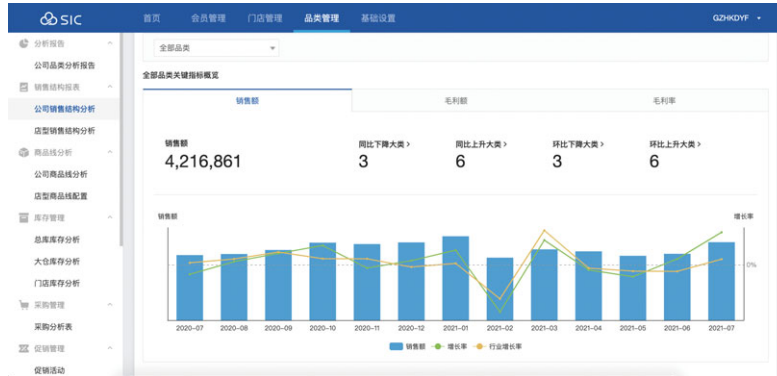 SIC
首页 会员管理 门店管理 品类管理 基础设置
GZHKDYF
分析报告
公司品类分析报告
销售结构报表
公司销售结构分析
店型销售结构分析
商品线分析
公司商品线分析
店型商品线配置
库存管理
总库库存分析
大仓库存分析
门店库存分析
采购管理
采购分析表
促销管理
促销活动
全部品类
全部品类关键指标概览
销售额 毛利额 毛利率
销售额 同比下降大类 > 同比上升大类 > 环比下降大类 > 环比上升大类 >
4,216,861 3 6 3 6
销售额 增长率
0%
2020-07 2020-08 2020-09 2020-10 2020-11 2020-12 2021-01 2021-02 2021-03 2021-04 2021-05 2021-06 2021-07
销售额 增长率 行业增长率